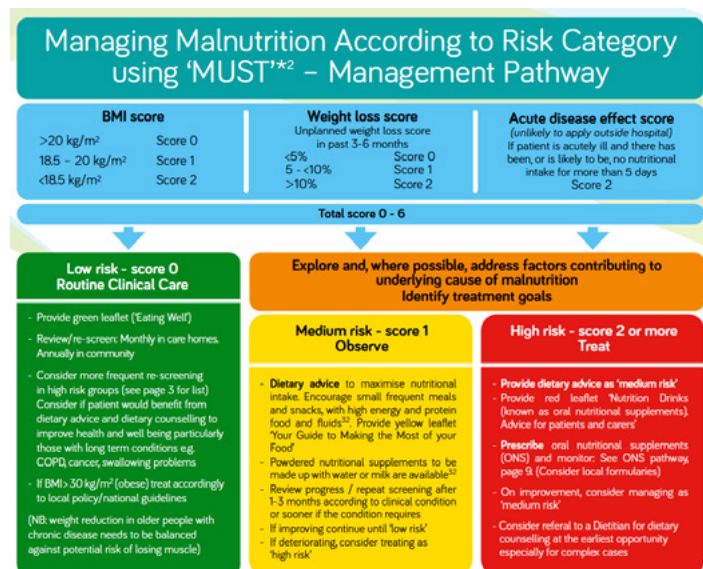 Managing Malnutrition According to Risk Category
using ‘MUST’*² – Management Pathway
BMI score
>20 kg/m² Score 0
18.5 – 20 kg/m² Score 1
<18.5 kg/m² Score 2
Weight loss score
Unplanned weight loss score
in past 3-6 months
<5% Score 0
5 - <10% Score 1
>10% Score 2
Acute disease effect score
(unlikely to apply outside hospital)
If patient is acutely ill and there has
been, or is likely to be, no nutritional
intake for more than 5 days
Score 2
Total score 0 - 6
Low risk - score 0
Routine Clinical Care
- Provide green leaflet (‘Eating Well’)
- Review/re-screen: Monthly in care homes.
Annually in community
- Consider more frequent re-screening
in high risk groups (see page 3 for list)
Consider if patient would benefit from
dietary advice and dietary counselling to
improve health and well being particularly
those with long term conditions e.g.
COPD, cancer, swallowing problems
- If BMI> 30 kg/m² (obese) treat accordingly
to local policy/national guidelines
(NB: weight reduction in older people with
chronic disease needs to be balanced
against potential risk of losing muscle)
Explore and, where possible, address factors contributing to
underlying cause of malnutrition
Identify treatment goals
Medium risk - score 1
Observe
- Dietary advice to maximise nutritional
intake. Encourage small frequent meals
and snacks, with high energy and protein
food and fluids³². Provide yellow leaflet
‘Your Guide to Making the Most of your
Food’
- Powdered nutritional supplements to be
made up with water or milk are available³²
- Review progress / repeat screening after
1-3 months according to clinical condition
or sooner if the condition requires
- If improving continue until ‘low risk’
- If deteriorating, consider treating as
‘high risk’
High risk - score 2 or more
Treat
- Provide dietary advice as ‘medium risk’
- Provide red leaflet ‘Nutrition Drinks
(known as oral nutritional supplements).
Advice for patients and carers’
- Prescribe oral nutritional supplements
(ONS) and monitor: See ONS pathway,
page 9. (Consider local formularies)
- On improvement, consider managing as
‘medium risk’
- Consider referal to a Dietitian for dietary
counselling at the earliest opportunity
especially for complex cases